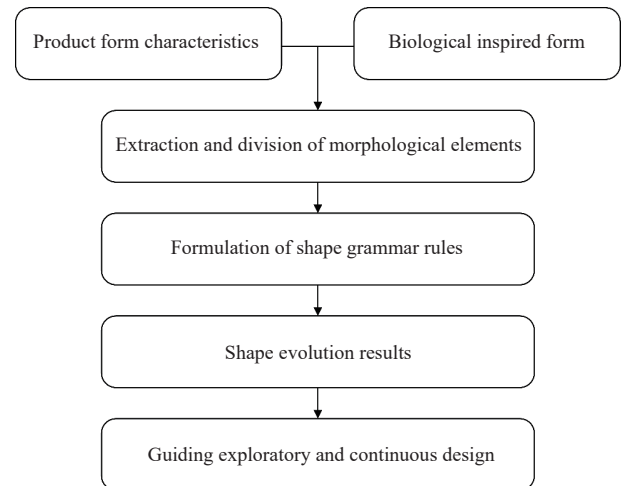 Product form characteristics
Biological inspired form
Extraction and division of morphological elements
Formulation of shape grammar rules
Shape evolution results
Guiding exploratory and continuous design